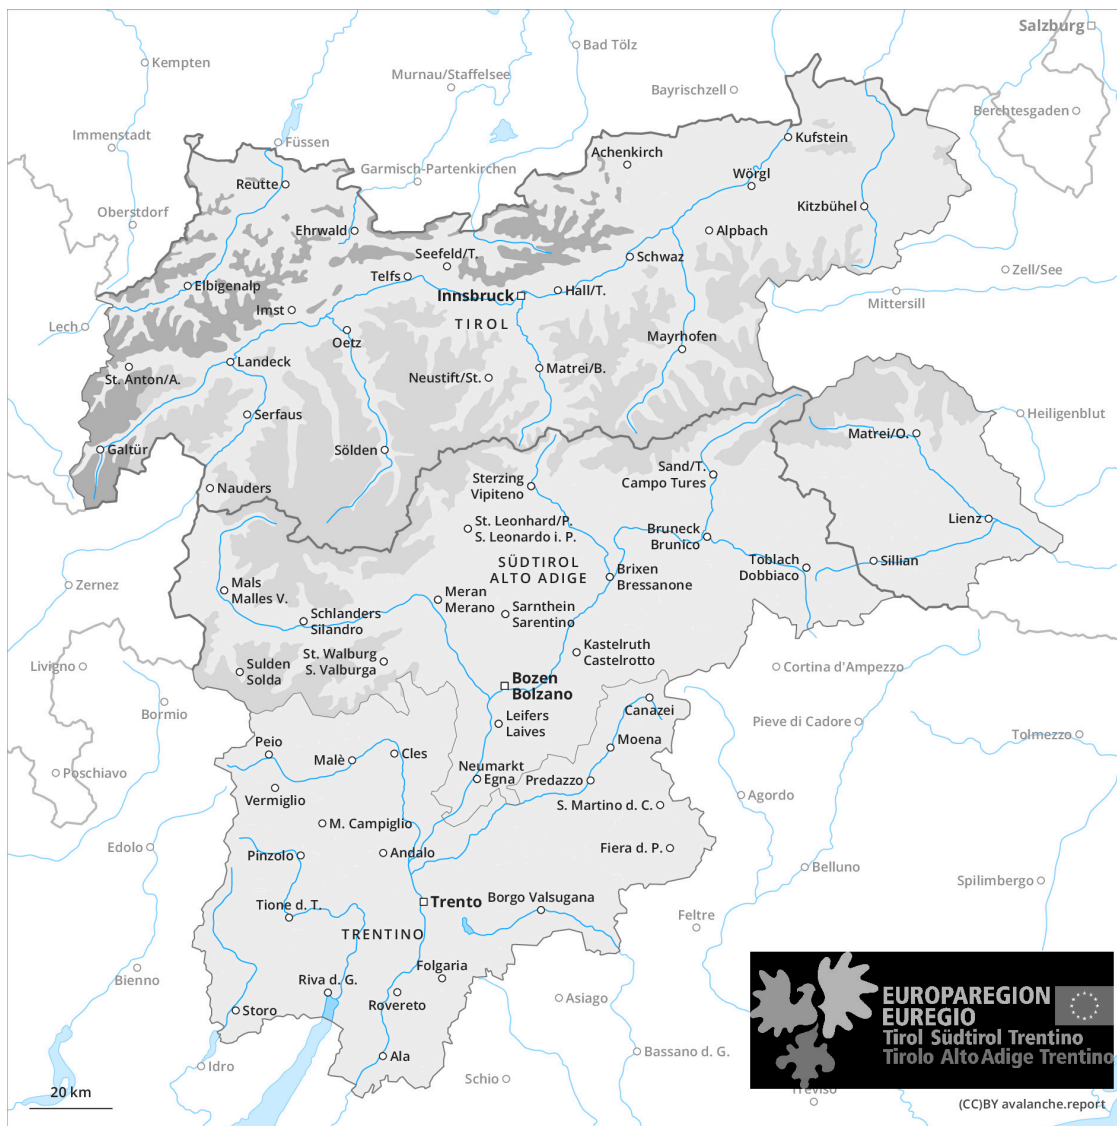 Salzburg
Bad Tölz
Kempten
Murnau/Staffelsee
Bayrischzell
Berchtesgaden
Immenstadt
Füssen
Kufstein
Achenkirch
Garmisch-Partenkirchen
Wörgl
Reutte
Oberstdorf
Kitzbühel
Ehrwald
Alpbach
Seefeld/T.
Schwaz
Telfs
Zell/See
Elbigenalp
Innsbruck
Hall/T.
Mittersill
Imst
TIROL
Lech
Oetz
Mayrhofen
Landeck
Matrei/B.
St. Anton/A.
Neustift/St.
Serfaus
Heiligenblut
Matrei/O.
Galtür
Sölden
Sand/T.
Campo Tures
Sterzing
Vipiteno
Nauders
St. Leonhard/P.
S. Leonardo i. P.
Lienz
Bruneck
Brunico
SÜDTIROL
ALTO ADIGE
Toblach
Dobbiaco
Sillian
Brixen
Bressanone
Zernez
Mals
Malles V.
Meran
Merano
Sarnthein
Sarentino
Schlanders
Silandro
Kastelruth
Castelrotto
St. Walburg
S. Valburga
Livigno
Sulden
Solda
Cortina d'Ampezzo
Bozen
Bolzano
Bormio
Canazei
Leifers
Laives
Pieve di Cadore
Tolmezzo
Peio
Moena
Malè
Cles
Neumarkt
Egna
Predazzo
Poschiavo
Vermiglio
Agordo
S. Martino d. C.
M. Campiglio
Edolo
Pinzolo
Andalo
Fiera d. P.
Belluno
Spilimbergo
Tione d. T.
Trento
Borgo Valsugana
Feltre
TRENTINO
Bienno
Folgaria
Riva d. G.
Rovereto
Asiago
Storo
EUROPAREGION
EUREGIO
Tirol Südtirol Trentino
Tirolo Alto Adige Trentino
Ala
Bassano d. G.
Idro
Schio
20 km
Treviso
(CC)BY avalanche.report